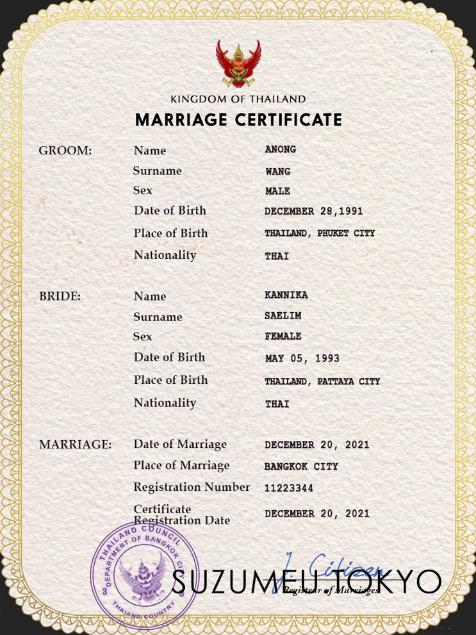 KINGDOM OF THAILAND
MARRIAGE CERTIFICATE
GROOM: Name ANONG
Surname WANG
Sex MALE
Date of Birth DECEMBER 28,1991
Place of Birth THAILAND, PHUKET CITY
Nationality THAI
BRIDE: Name KANNIKA
Surname SAELIM
Sex FEMALE
Date of Birth MAY 05, 1993
Place of Birth THAILAND, PATTAYA CITY
Nationality THAI
MARRIAGE: Date of Marriage DECEMBER 20, 2021
Place of Marriage BANGKOK CITY
Registration Number 11223344
Certificate
Registration Date DECEMBER 20, 2021
THAILAND COUNCIL
DEPARTMENT OF BANGKOK
THAILAND COUNTRY
J. Citizen
SUZUMEU TOKYO
Registrar of Marriages